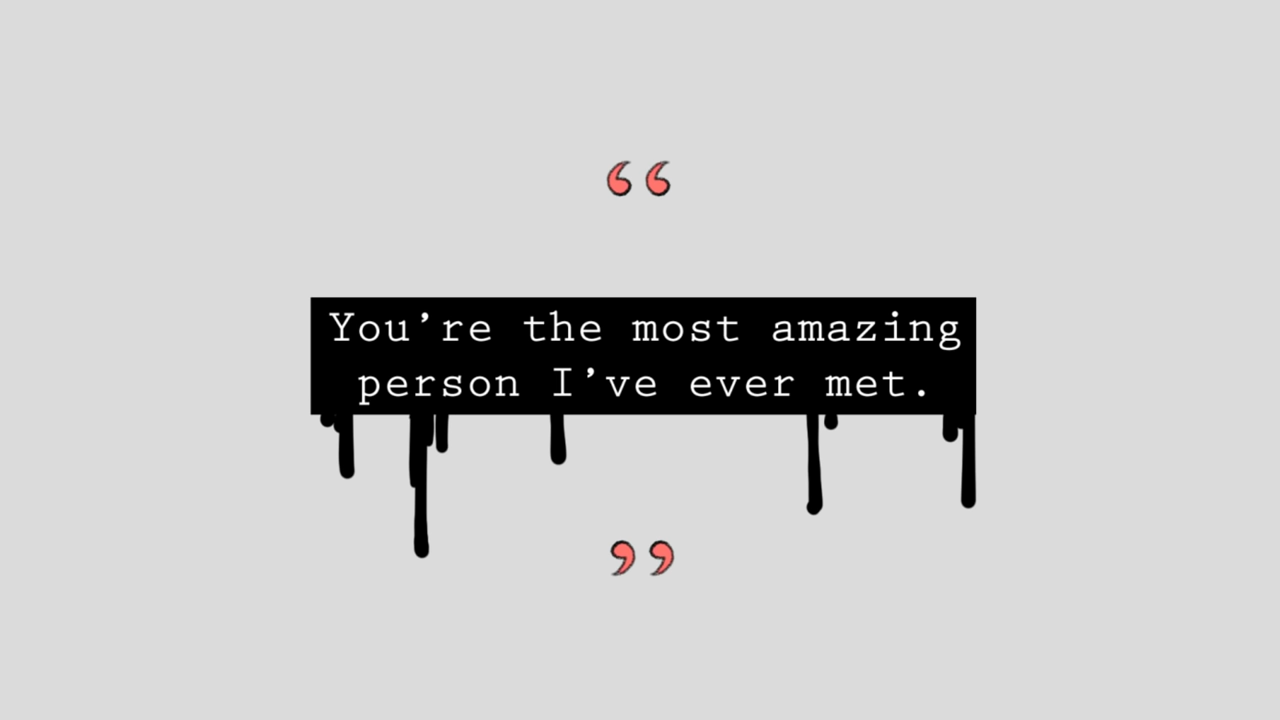 “
You’re the most amazing
person I’ve ever met.
”